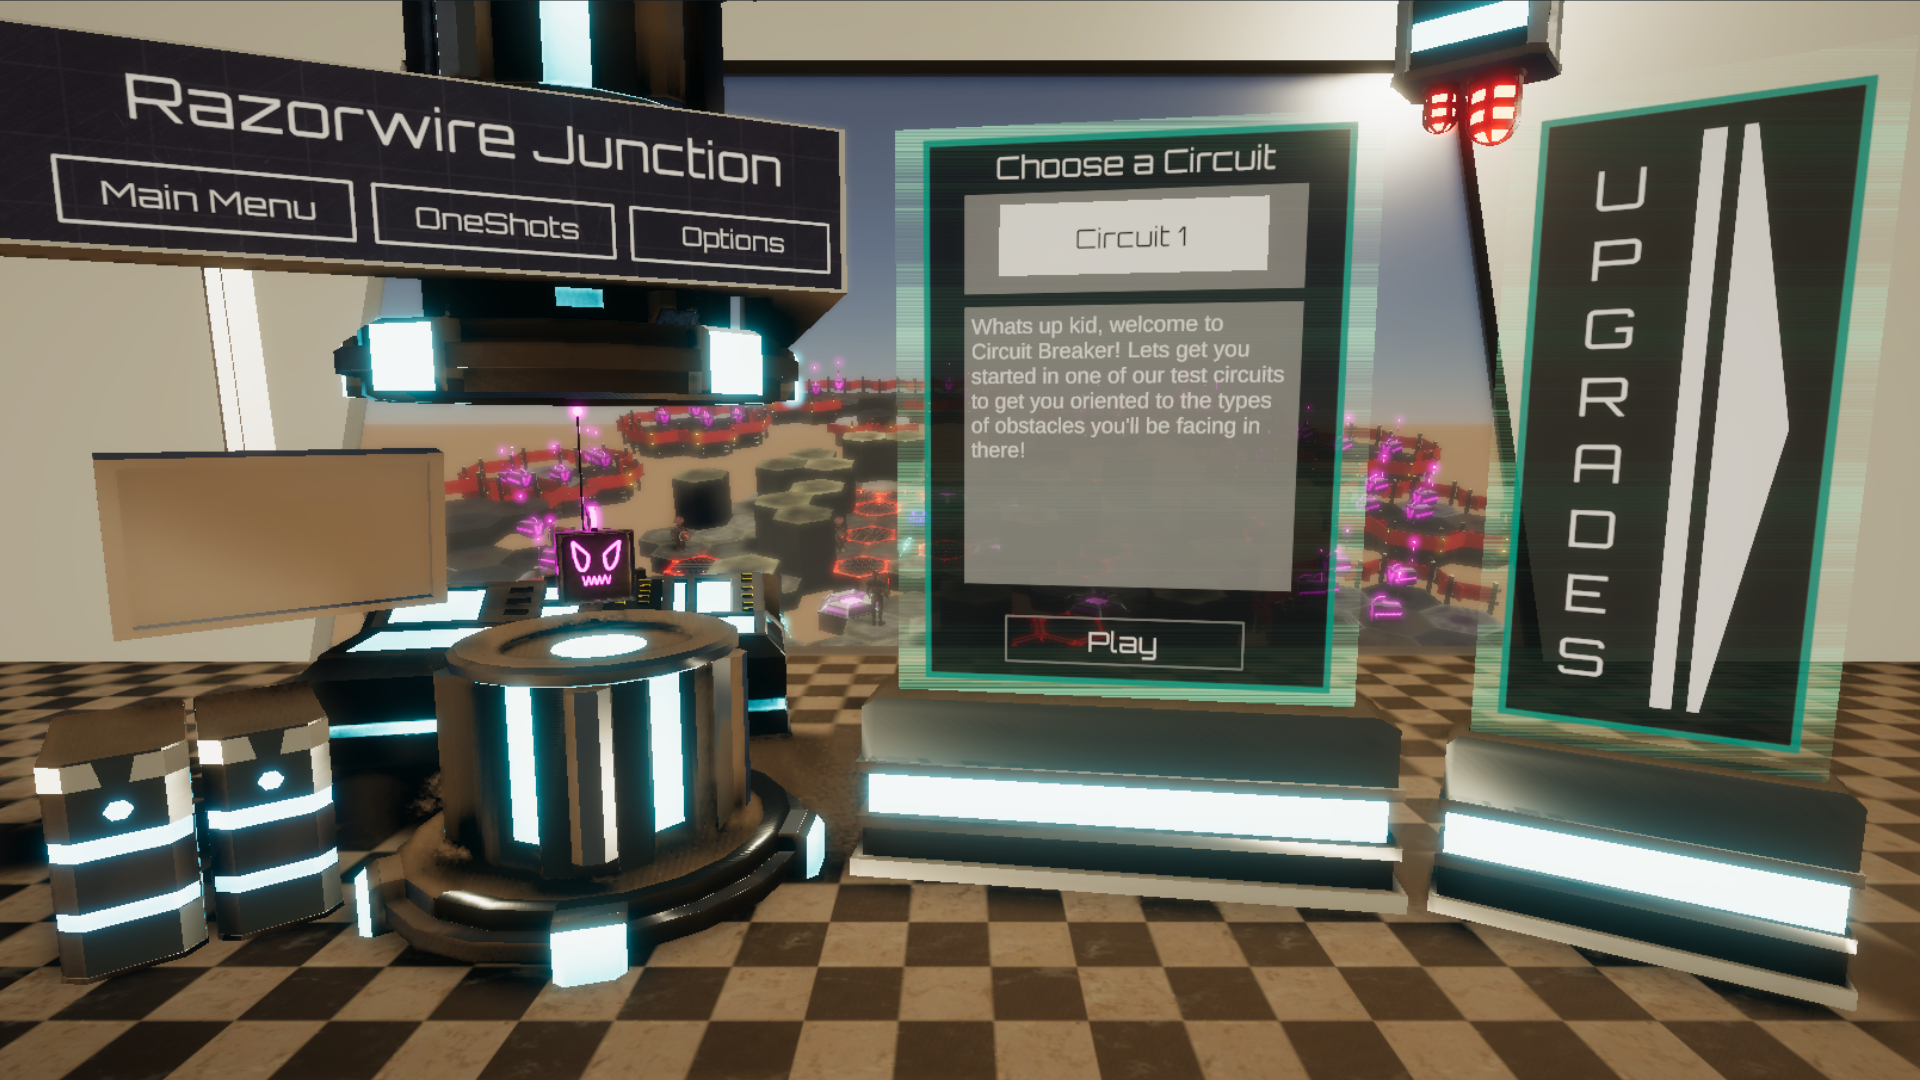 Razorwire Junction
Main Menu
OneShots
Options
Choose a Circuit
Circuit 1
Whats up kid, welcome to
Circuit Breaker! Lets get you
started in one of our test circuits
to get you oriented to the types
of obstacles you'll be facing in
there!
Play
UPGRADES